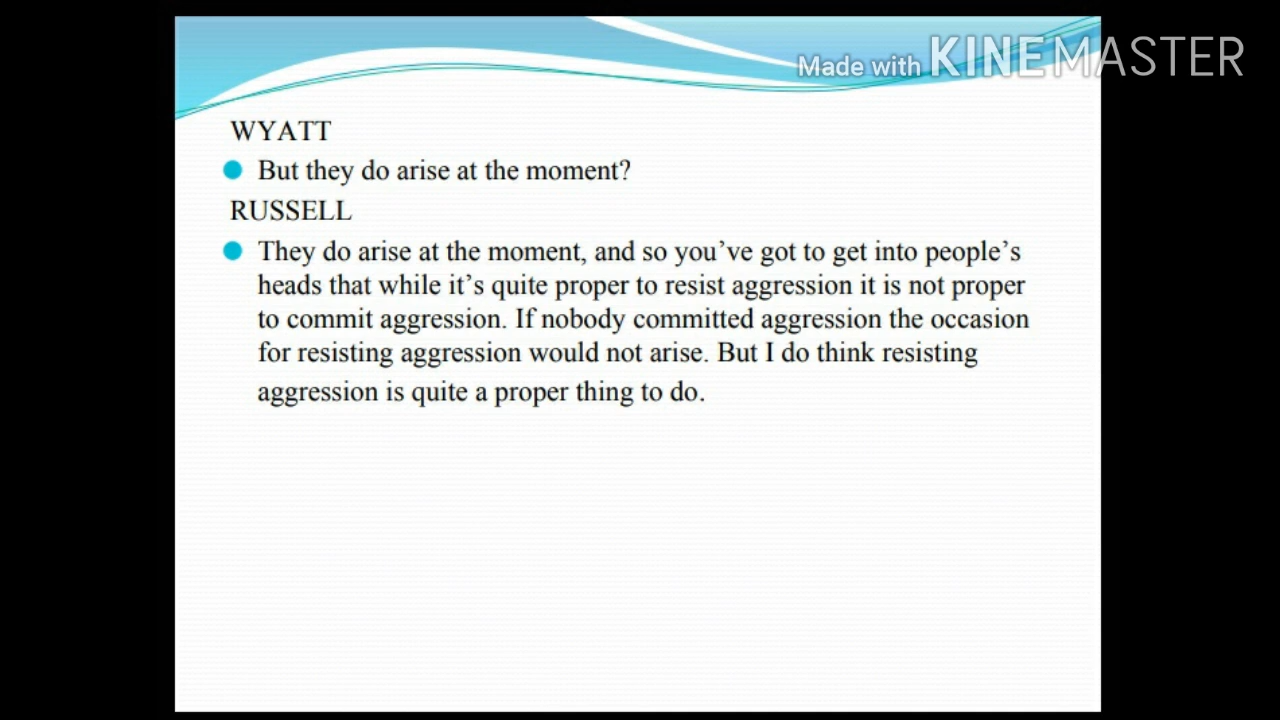 Made with KINEMASTER
WYATT
But they do arise at the moment?
RUSSELL
They do arise at the moment, and so you’ve got to get into people’s
heads that while it’s quite proper to resist aggression it is not proper
to commit aggression. If nobody committed aggression the occasion
for resisting aggression would not arise. But I do think resisting
aggression is quite a proper thing to do.